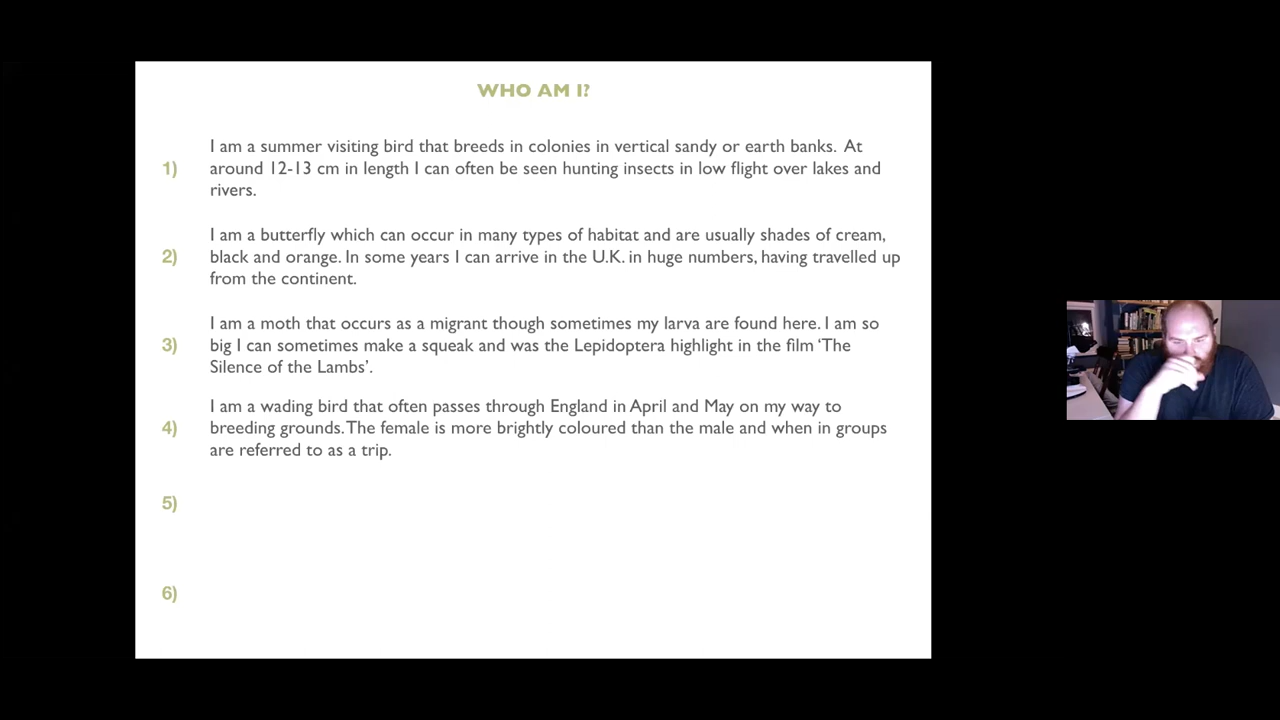 WHO AM I?
1) I am a summer visiting bird that breeds in colonies in vertical sandy or earth banks. At
around 12-13 cm in length I can often be seen hunting insects in low flight over lakes and
rivers.
2) I am a butterfly which can occur in many types of habitat and are usually shades of cream,
black and orange. In some years I can arrive in the U.K. in huge numbers, having travelled up
from the continent.
3) I am a moth that occurs as a migrant though sometimes my larva are found here. I am so
big I can sometimes make a squeak and was the Lepidoptera highlight in the film ‘The
Silence of the Lambs’.
4) I am a wading bird that often passes through England in April and May on my way to
breeding grounds. The female is more brightly coloured than the male and when in groups
are referred to as a trip.
5)
6)